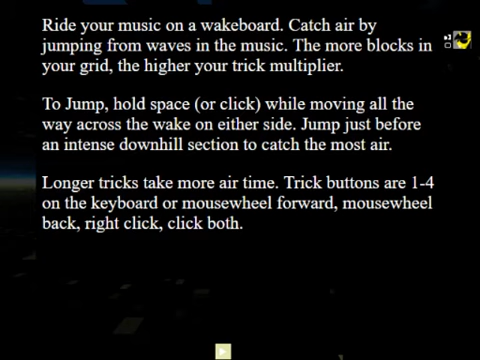 Ride your music on a wakeboard. Catch air by
jumping from waves in the music. The more blocks in
your grid, the higher your trick multiplier.
To Jump, hold space (or click) while moving all the
way across the wake on either side. Jump just before
an intense downhill section to catch the most air.
Longer tricks take more air time. Trick buttons are 1-4
on the keyboard or mousewheel forward, mousewheel
back, right click, click both.